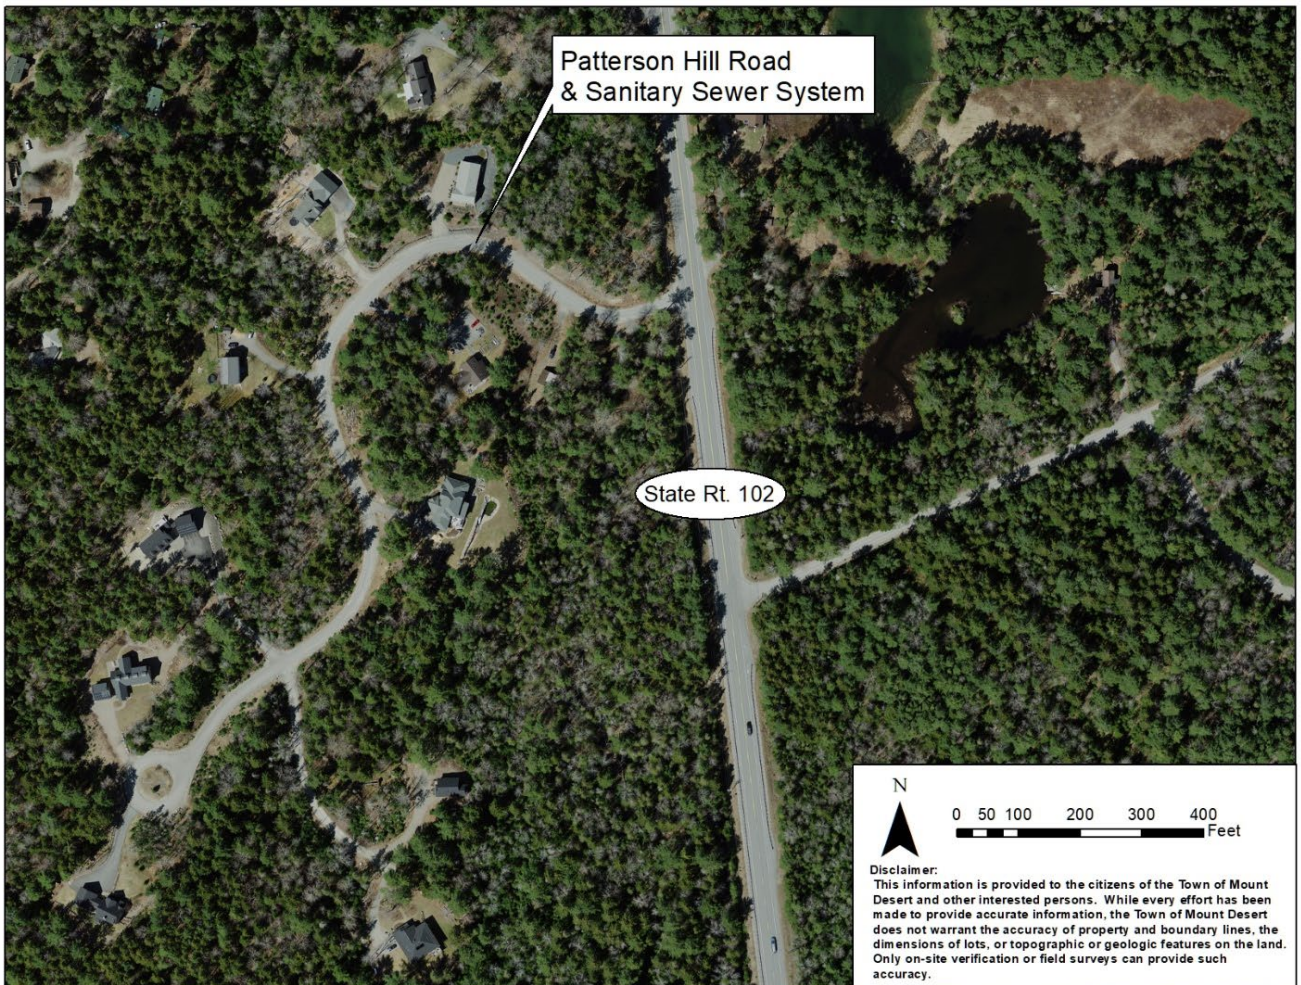 Patterson Hill Road
& Sanitary Sewer System
State Rt. 102
N
0 50 100 200 300 400
Feet
Disclaimer:
This information is provided to the citizens of the Town of Mount
Desert and other interested persons. While every effort has been
made to provide accurate information, the Town of Mount Desert
does not warrant the accuracy of property and boundary lines, the
dimensions of lots, or topographic or geologic features on the land.
Only on-site verification or field surveys can provide such
accuracy.